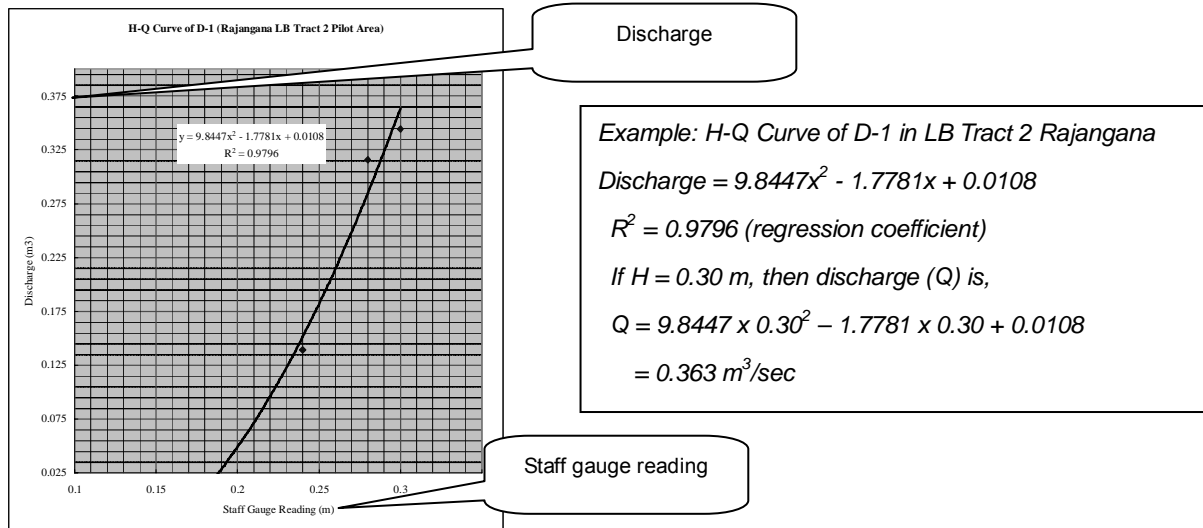 H-Q Curve of D-1 (Rajangana LB Tract 2 Pilot Area)
Discharge
0.375
0.325
0.275
0.225
0.175
0.125
0.075
0.025
Discharge (m3)
y = 9.8447x² - 1.7781x + 0.0108
R² = 0.9796
0.1 0.15 0.2 0.25 0.3
Staff Gauge Reading (m)
Staff gauge reading
Example: H-Q Curve of D-1 in LB Tract 2 Rajangana
Discharge = 9.8447x² - 1.7781x + 0.0108
R² = 0.9796 (regression coefficient)
If H = 0.30 m, then discharge (Q) is,
Q = 9.8447 x 0.30² – 1.7781 x 0.30 + 0.0108
= 0.363 m³/sec